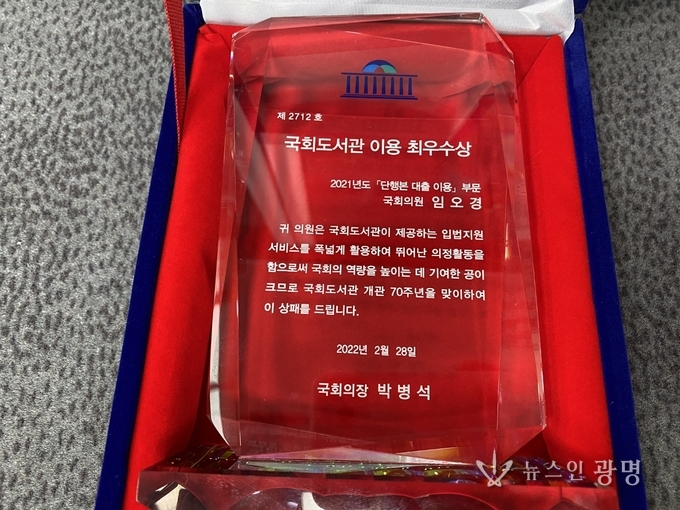 제 2712 호
국회도서관 이용 최우수상
2021년도 「단행본 대출 이용」 부문
국회의원 임오경
귀 의원은 국회도서관이 제공하는 입법지원
서비스를 폭넓게 활용하여 뛰어난 의정활동을
함으로써 국회의 역량을 높이는 데 기여한 공이
크므로 국회도서관 개관 70주년을 맞이하여
이 상패를 드립니다.
2022년 2월 28일
국회의장 박병석
뉴스인광명